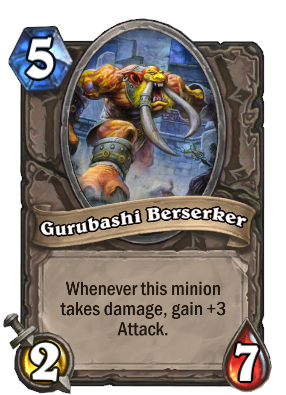 5
Gurubashi Berserker
Whenever this minion
takes damage, gain +3
Attack.
2
7